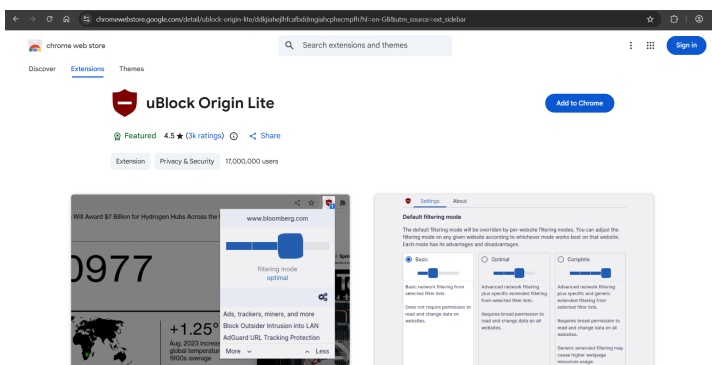 chromewebstore.google.com/detail/ublock-origin-lite/ddkjiahejlhfcafbddmgiahcphecmpfh?hl=en-GB&utm_source=ext_sidebar
chrome web store
Search extensions and themes
Sign in
Discover Extensions Themes
uBlock Origin Lite
Add to Chrome
Featured 4.5 ★ (3k ratings) Share
Extension Privacy & Security 17,000,000 users
Will Award $7 Billion for Hydrogen Hubs Across the
www.bloomberg.com
0977
filtering mode
optimal
Ads, trackers, miners, and more
Block Outsider Intrusion into LAN
AdGuard URL Tracking Protection
More Less
+1.25°
Aug. 2023 increase
global temperature
1900s average
Settings About
Default filtering mode
The default filtering mode will be overriden by per-website filtering modes. You can adjust the
filtering mode on any given website according to whichever mode works best on that website.
Each mode has its advantages and disadvantages.
Basic
Basic network filtering from
selected filter lists.
Does not require permission to
read and change data on
websites.
Optimal
Advanced network filtering
plus specific extended filtering
from selected filter lists.
Requires broad permission to
read and change data on all
websites.
Complete
Advanced network filtering
plus specific and generic
extended filtering from
selected filter lists.
Requires broad permission to
read and change data on all
websites.
Generic extended filtering may
cause higher webpage
resources usage.